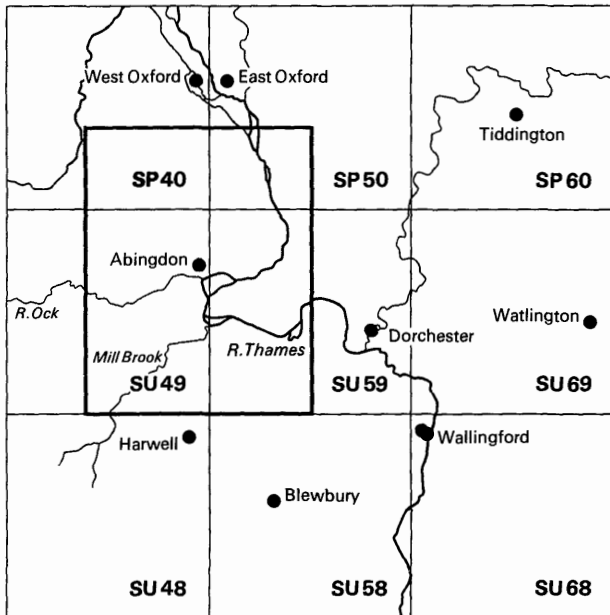 West Oxford
East Oxford
Tiddington
SP40
SP50
SP60
Abingdon
R.Ock
Watlington
Dorchester
Mill Brook
R.Thames
SU49
SU59
SU69
Harwell
Wallingford
Blewbury
SU48
SU58
SU68